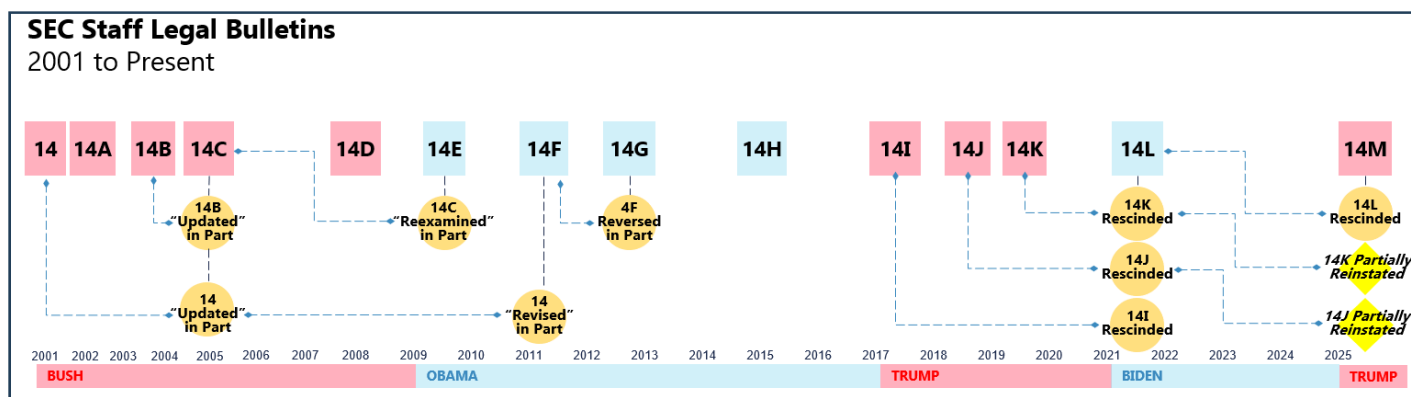 SEC Staff Legal Bulletins
2001 to Present
14
14A
14B
14C
14D
14E
14F
14G
14H
14I
14J
14K
14L
14M
14B
“Updated”
in Part
14C
“Reexamined”
in Part
4F
Reversed
in Part
14K
Rescinded
14L
Rescinded
14J
Rescinded
14K Partially
Reinstated
14
“Updated”
in Part
14
“Revised”
in Part
14I
Rescinded
14J Partially
Reinstated
2001 2002 2003 2004 2005 2006 2007 2008 2009 2010 2011 2012 2013 2014 2015 2016 2017 2018 2019 2020 2021 2022 2023 2024 2025
BUSH OBAMA TRUMP BIDEN TRUMP